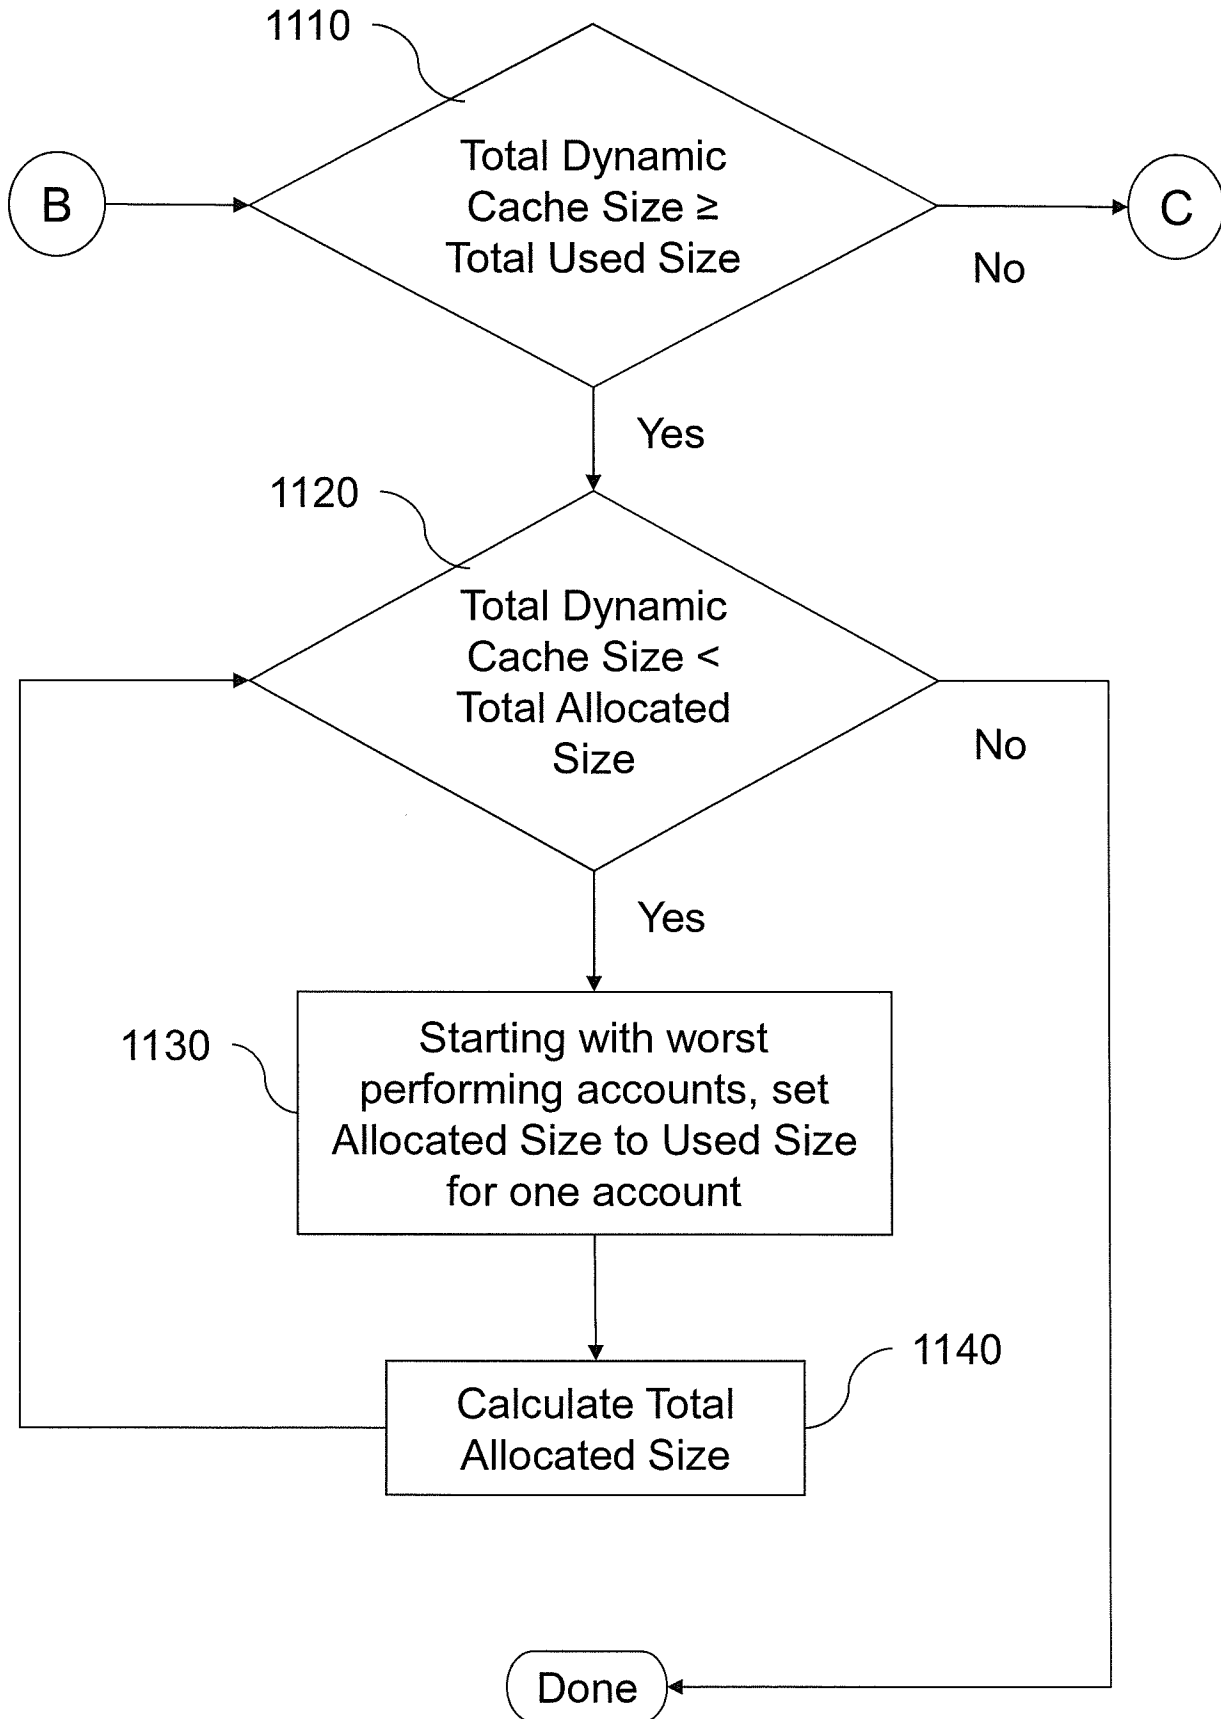 1110
Total Dynamic
Cache Size ≥
Total Used Size
B
C
No
Yes
1120
Total Dynamic
Cache Size <
Total Allocated
Size
No
Yes
1130
Starting with worst
performing accounts, set
Allocated Size to Used Size
for one account
1140
Calculate Total
Allocated Size
Done